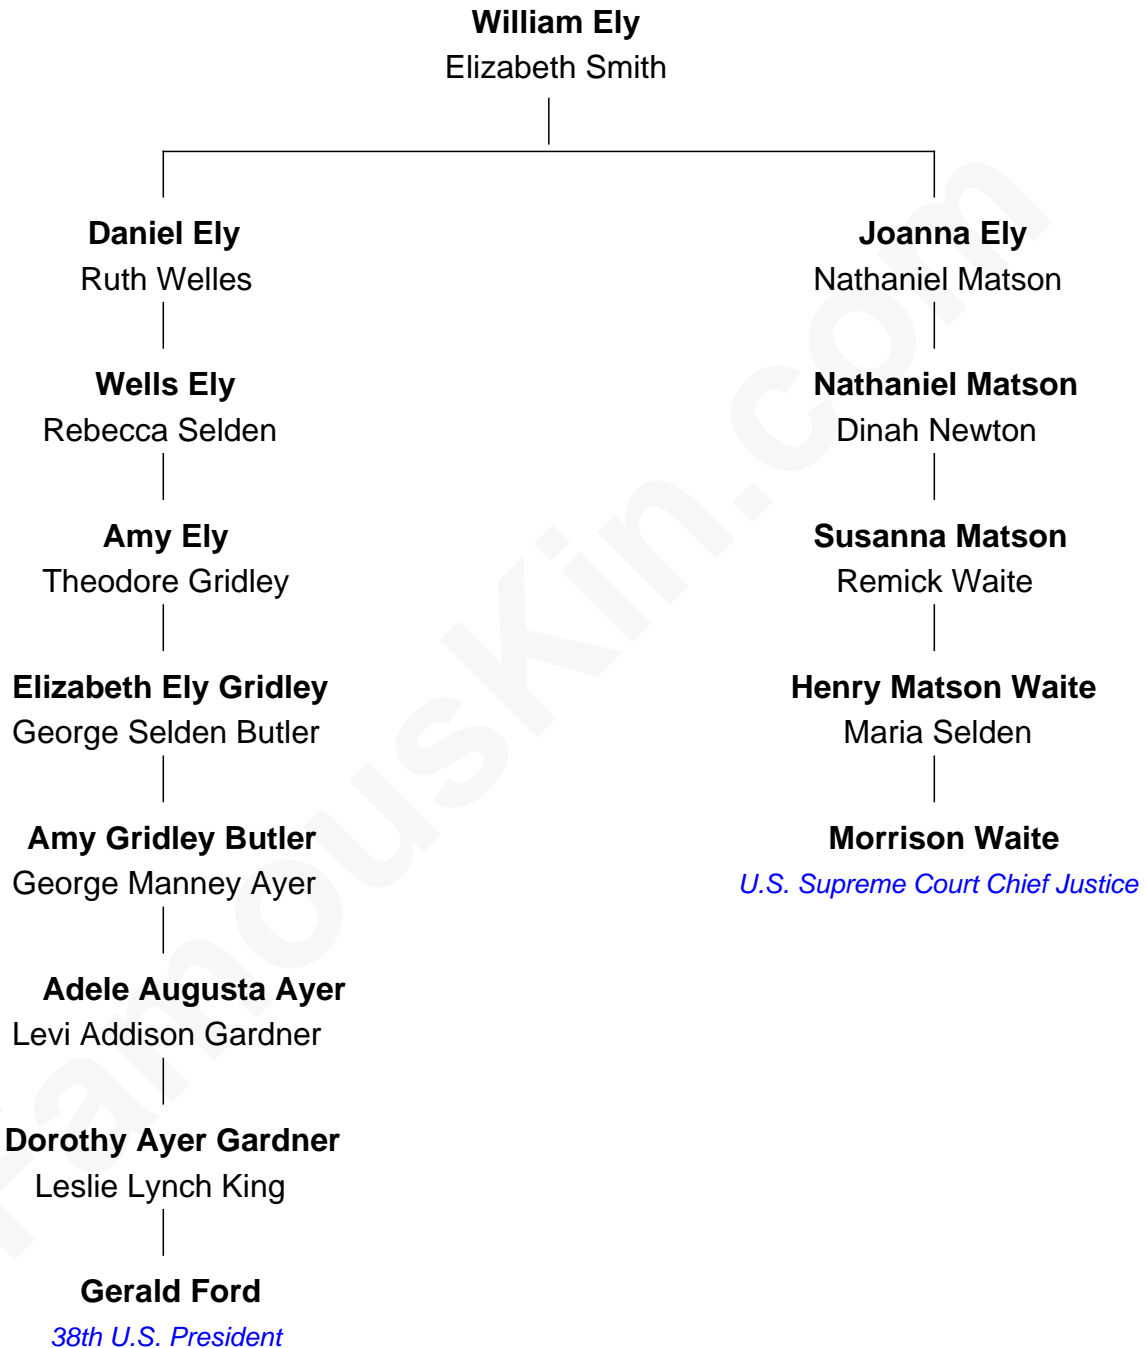 William Ely
Elizabeth Smith
Daniel Ely
Ruth Welles
Wells Ely
Rebecca Selden
Amy Ely
Theodore Gridley
Elizabeth Ely Gridley
George Selden Butler
Amy Gridley Butler
George Manney Ayer
Adele Augusta Ayer
Levi Addison Gardner
Dorothy Ayer Gardner
Leslie Lynch King
Gerald Ford
38th U.S. President
Joanna Ely
Nathaniel Matson
Nathaniel Matson
Dinah Newton
Susanna Matson
Remick Waite
Henry Matson Waite
Maria Selden
Morrison Waite
U.S. Supreme Court Chief Justice
FamousKin.com